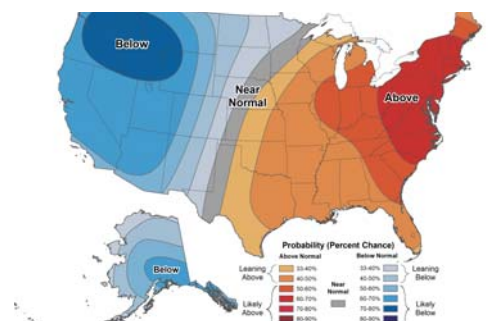 Below
Near
Normal
Above
Below
Probability (Percent Chance)
Above Normal Below Normal
Leaning Above 33-40% 33-40% Leaning Below
40-50% 40-50%
50-60% Near Normal 50-60%
Likely Above 60-70% 60-70% Likely Below
70-80% 70-80%
80-90% 80-90%